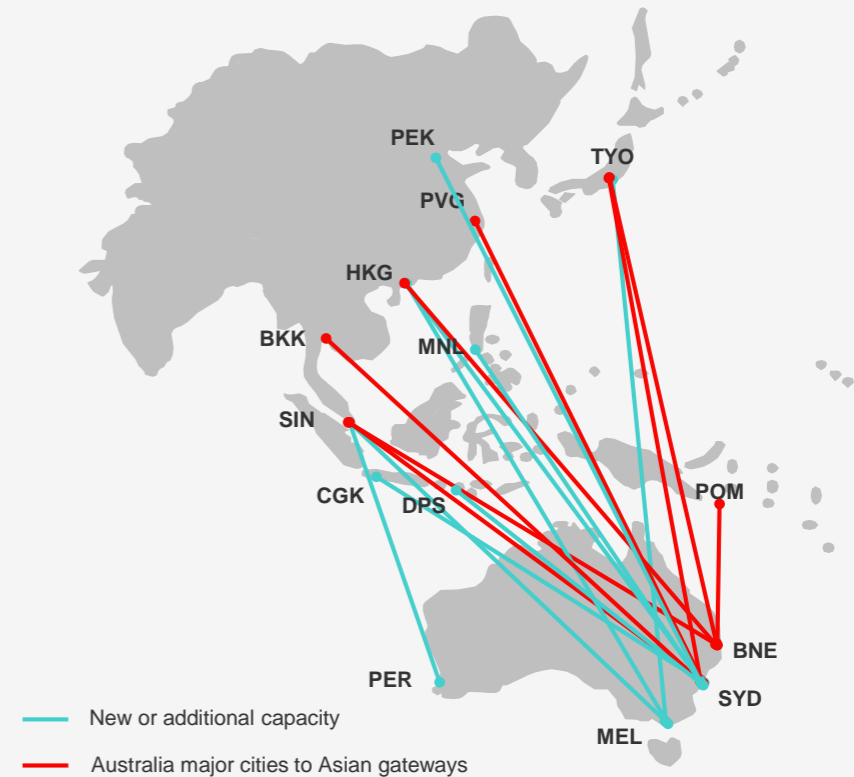 PEK
TYO
PVG
HKG
BKK
MNL
SIN
CGK
DPS
POM
BNE
PER
SYD
MEL
New or additional capacity
Australia major cities to Asian gateways